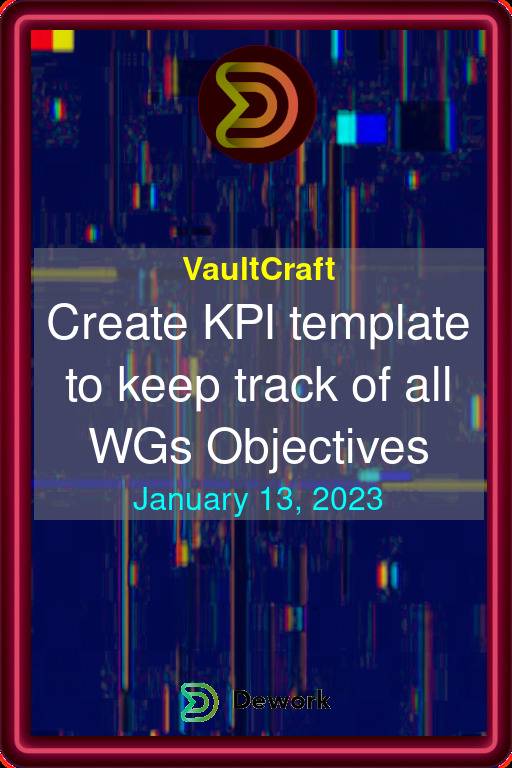 VaultCraft
Create KPI template
to keep track of all
WGs Objectives
January 13, 2023
Dework